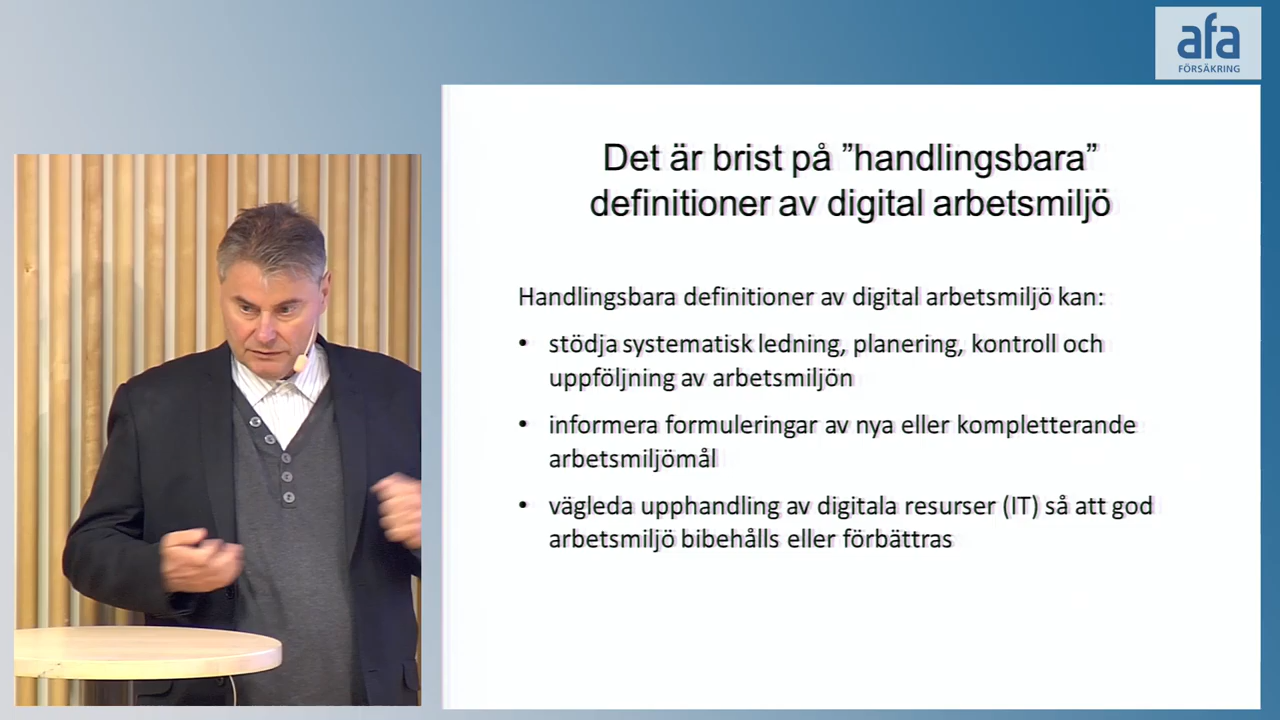 afa
FÖRSÄKRING
Det är brist på ”handlingsbara”
definitioner av digital arbetsmiljö
Handlingsbara definitioner av digital arbetsmiljö kan:
• stödja systematisk ledning, planering, kontroll och
uppföljning av arbetsmiljön
• informera formuleringar av nya eller kompletterande
arbetsmiljömål
• vägleda upphandling av digitala resurser (IT) så att god
arbetsmiljö bibehålls eller förbättras